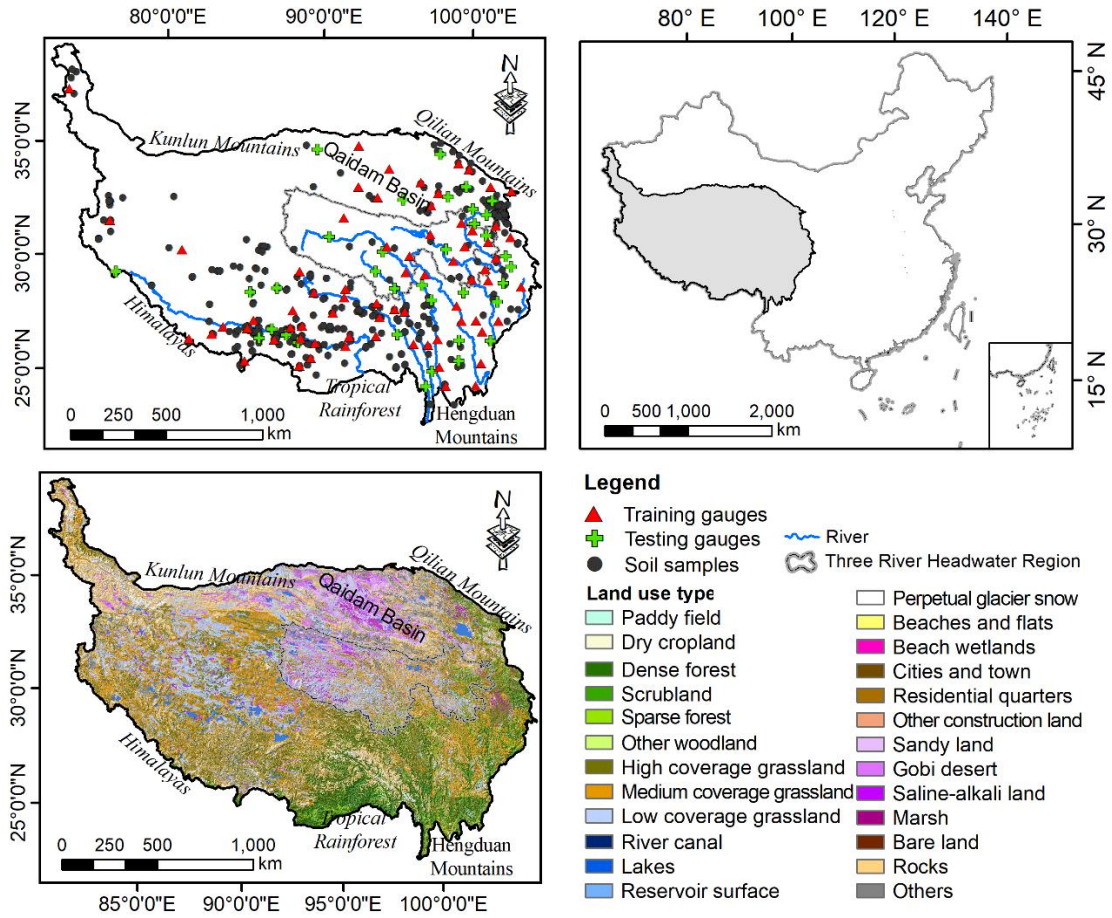 80°0'0"E 90°0'0"E 100°0'0"E
35°0'0"N
30°0'0"N
25°0'0"N
N
Kunlun Mountains
Qilian Mountains
Qaidam Basin
Himalayas
Tropical
Rainforest
Hengduan
Mountains
0 250 500 1,000
km
80° E 100° E 120° E 140° E
45°N
30°N
15°N
0 500 1,000 2,000
km
35°0'0"N
30°0'0"N
25°0'0"N
N
Kunlun Mountains
Qilian Mountains
Qaidam Basin
Himalayas
Tropical
Rainforest
Hengduan
Mountains
0 250 500 1,000
km
85°0'0"E 90°0'0"E 95°0'0"E 100°0'0"E
Legend
Training gauges
Testing gauges
Soil samples
River
Three River Headwater Region
Land use type
Paddy field
Dry cropland
Dense forest
Scrubland
Sparse forest
Other woodland
High coverage grassland
Medium coverage grassland
Low coverage grassland
River canal
Lakes
Reservoir surface
Perpetual glacier snow
Beaches and flats
Beach wetlands
Cities and town
Residential quarters
Other construction land
Sandy land
Gobi desert
Saline-alkali land
Marsh
Bare land
Rocks
Others